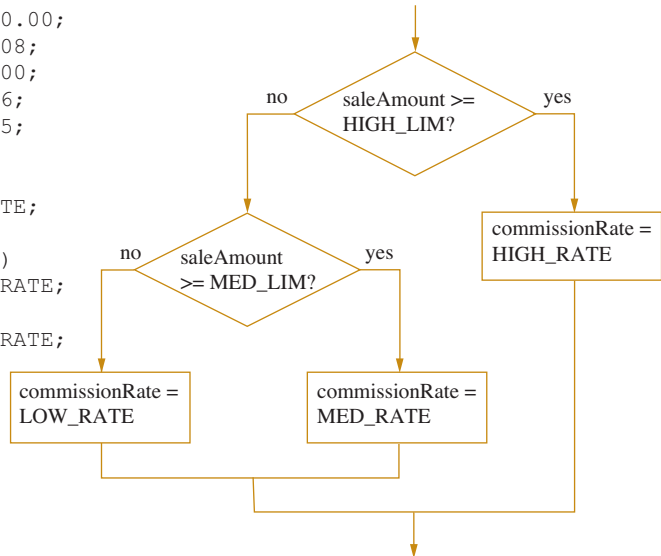 0.00;
08;
00;
6;
5;
TE;
)
RATE;
RATE;
no
saleAmount >=
HIGH_LIM?
yes
no
saleAmount
>= MED_LIM?
yes
commissionRate =
HIGH_RATE
commissionRate =
LOW_RATE
commissionRate =
MED_RATE